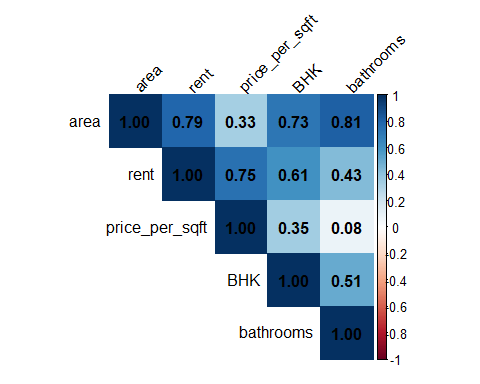 area
rent
price_per_sqft
BHK
bathrooms
area 1.00 0.79 0.33 0.73 0.81
rent 1.00 0.75 0.61 0.43
price_per_sqft 1.00 0.35 0.08
BHK 1.00 0.51
bathrooms 1.00
1
0.8
0.6
0.4
0.2
0
-0.2
-0.4
-0.6
-0.8
-1